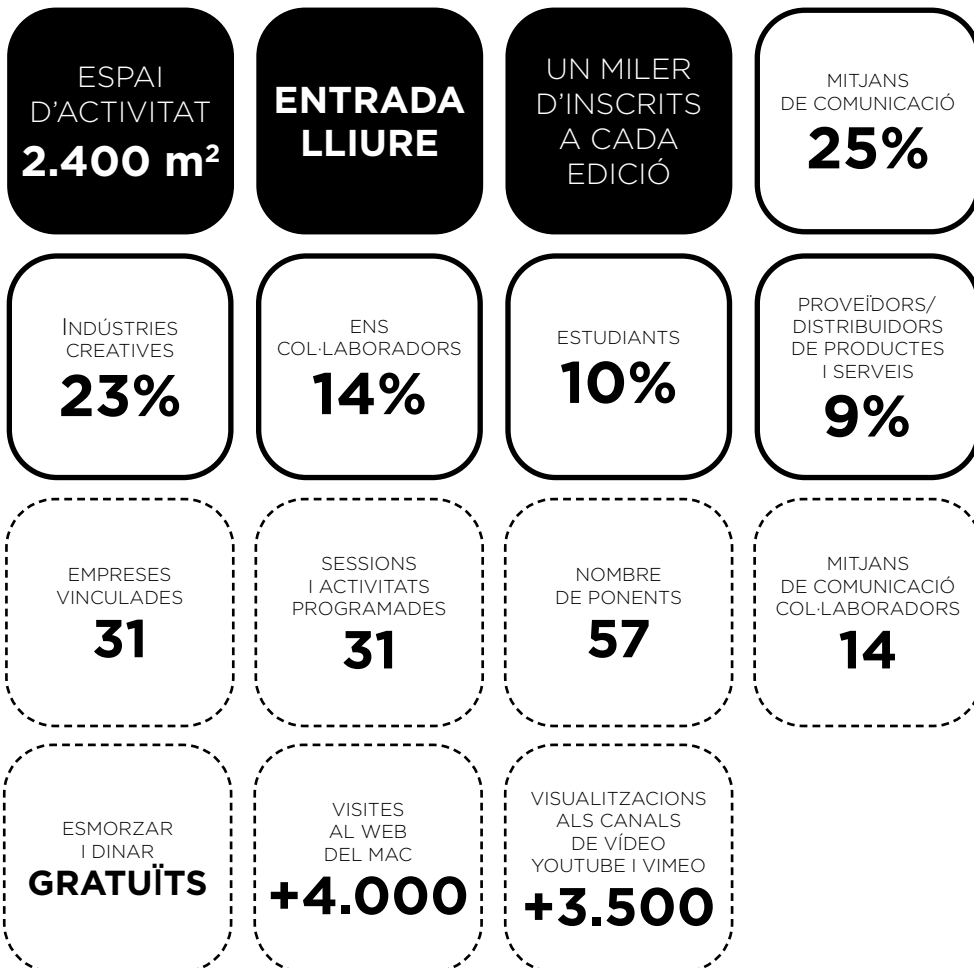 ESPAI
D'ACTIVITAT
2.400 m²
ENTRADA
LLIURE
UN MILER
D'INSCRITS
A CADA
EDICIÓ
MITJANS
DE COMUNICACIÓ
25%
INDÚSTRIES
CREATIVES
23%
ENS
COL·LABORADORS
14%
ESTUDIANTS
10%
PROVEÏDORS/
DISTRIBUIDORS
DE PRODUCTES
I SERVEIS
9%
EMPRESES
VINCULADES
31
SESSIONS
I ACTIVITATS
PROGRAMADES
31
NOMBRE
DE PONENTS
57
MITJANS
DE COMUNICACIÓ
COL·LABORADORS
14
ESMORZAR
I DINAR
GRATUÏTS
VISITES
AL WEB
DEL MAC
+4.000
VISUALITZACIONS
ALS CANALS
DE VÍDEO
YOUTUBE I VIMEO
+3.500